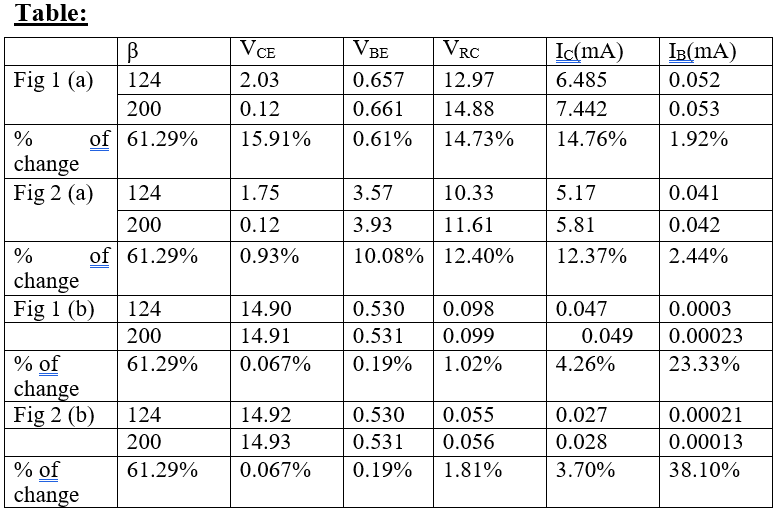 Table:
β VCE VBE VRC IC(mA) IB(mA)
Fig 1 (a) 124 2.03 0.657 12.97 6.485 0.052
200 0.12 0.661 14.88 7.442 0.053
% of change 61.29% 15.91% 0.61% 14.73% 14.76% 1.92%
Fig 2 (a) 124 1.75 3.57 10.33 5.17 0.041
200 0.12 3.93 11.61 5.81 0.042
% of change 61.29% 0.93% 10.08% 12.40% 12.37% 2.44%
Fig 1 (b) 124 14.90 0.530 0.098 0.047 0.0003
200 14.91 0.531 0.099 0.049 0.00023
% of change 61.29% 0.067% 0.19% 1.02% 4.26% 23.33%
Fig 2 (b) 124 14.92 0.530 0.055 0.027 0.00021
200 14.93 0.531 0.056 0.028 0.00013
% of change 61.29% 0.067% 0.19% 1.81% 3.70% 38.10%